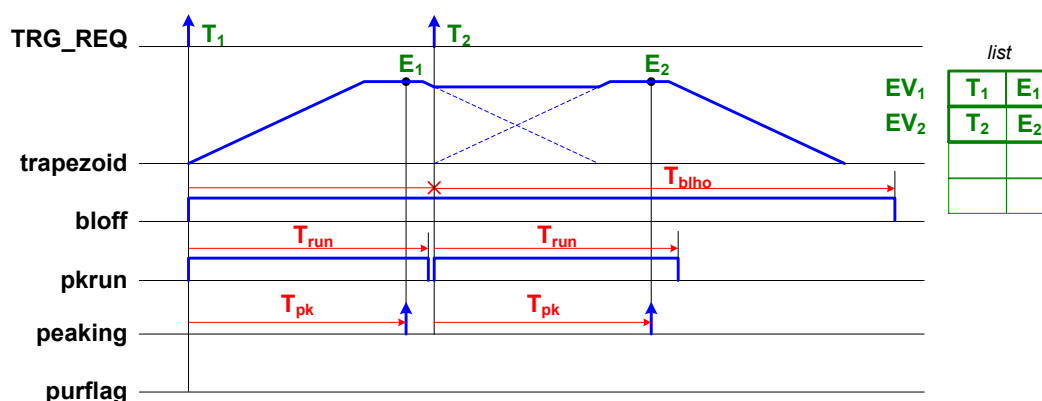 TRG_REQ T1 T2
list
E1 E2
EV1 T1 E1
EV2 T2 E2
trapezoid
Tblho
bloff
Trun Trun
pkrun
Tpk Tpk
peaking
purflag